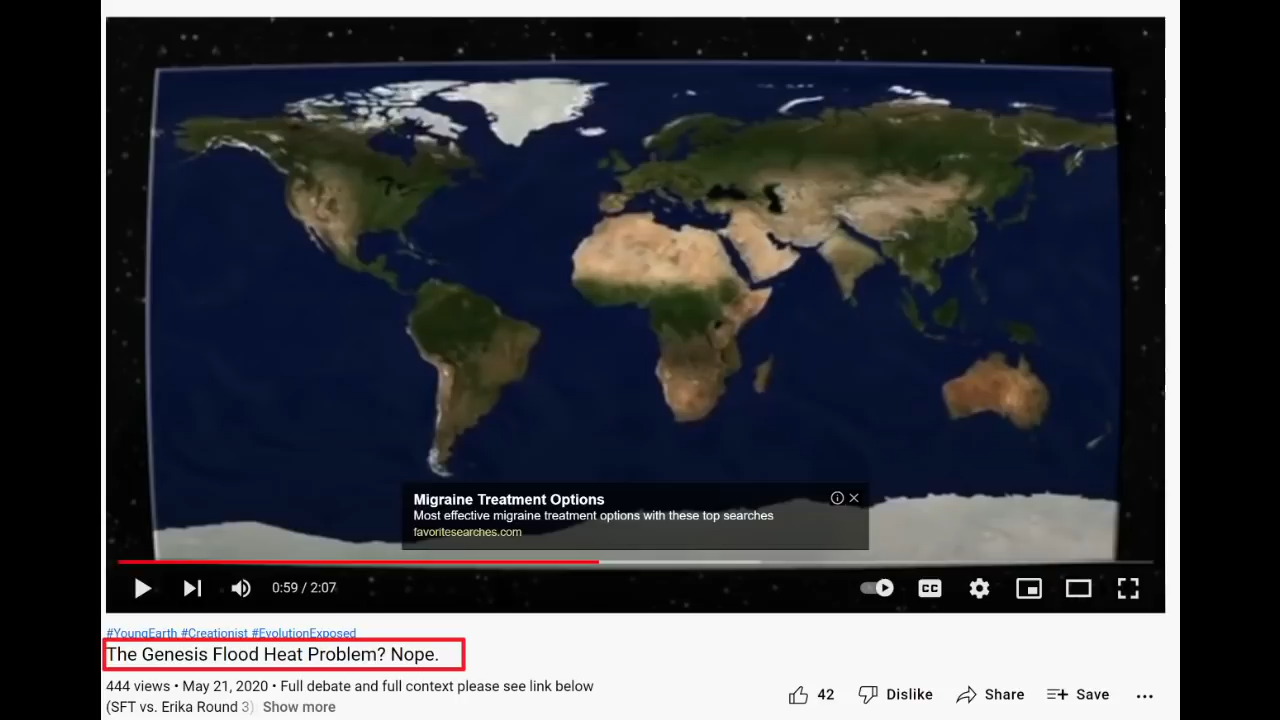 Migraine Treatment Options
Most effective migraine treatment options with these top searches
favoritesearches.com
0:59 / 2:07
CC
#YoungEarth #Creationist #EvolutionExposed
The Genesis Flood Heat Problem? Nope.
444 views • May 21, 2020 • Full debate and full context please see link below
(SFT vs. Erika Round 3) Show more
42 Dislike Share Save